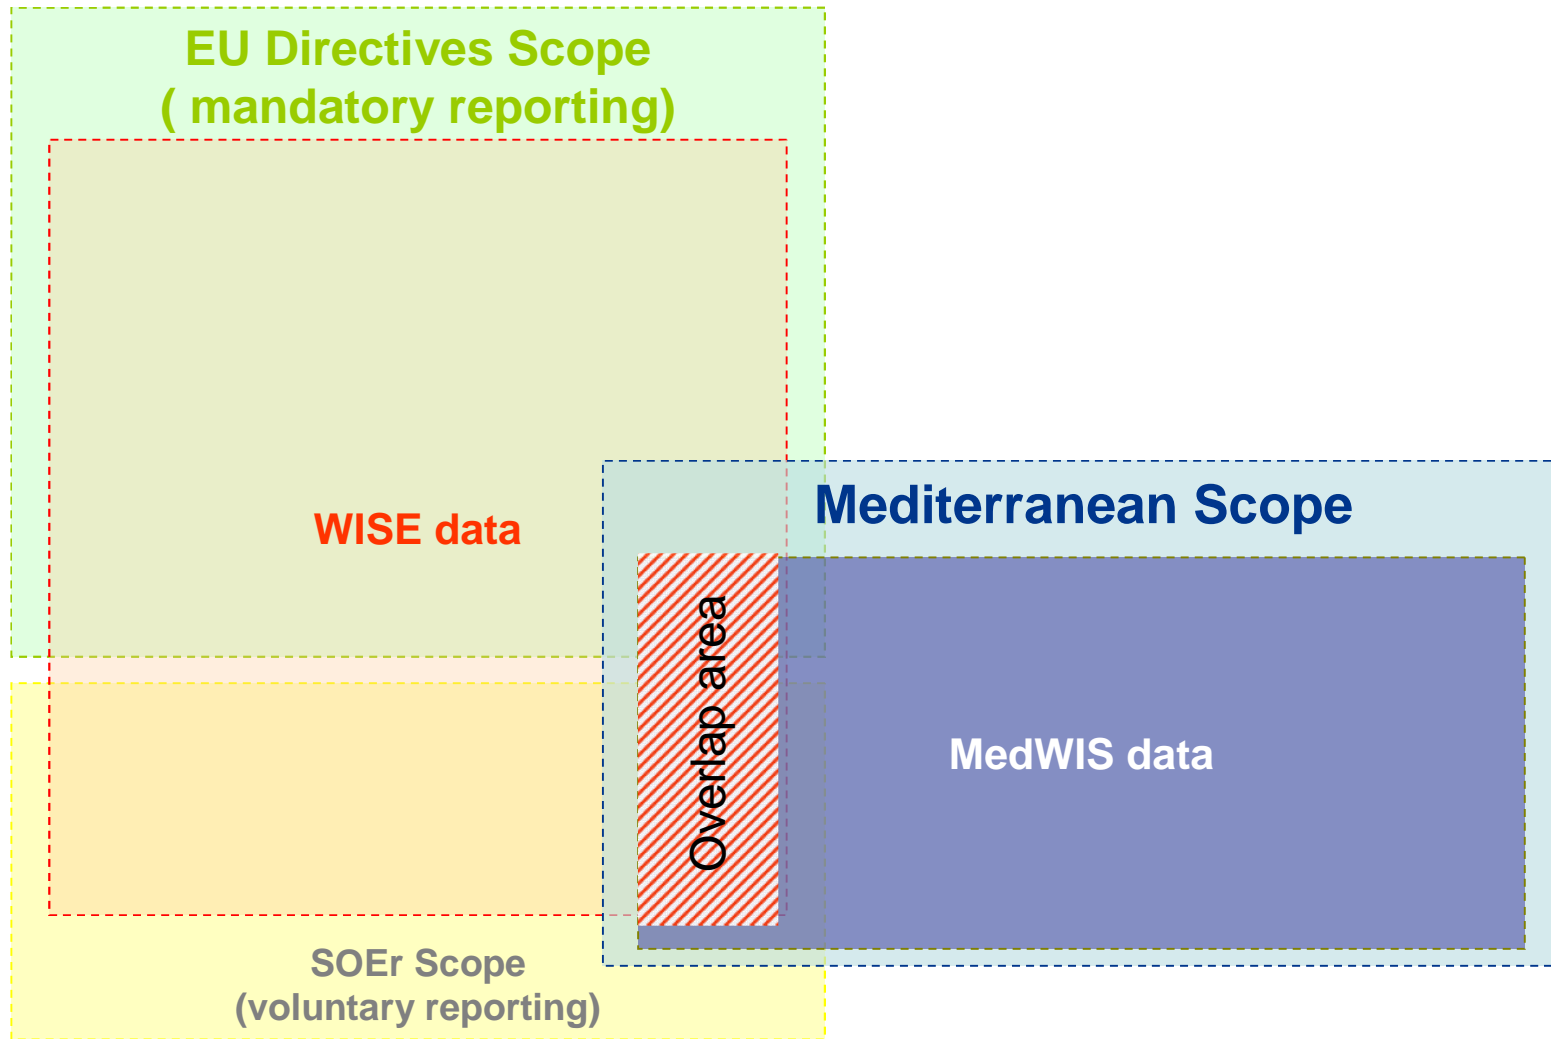 EU Directives Scope
( mandatory reporting)
Mediterranean Scope
WISE data
Overlap area
MedWIS data
SOEr Scope
(voluntary reporting)